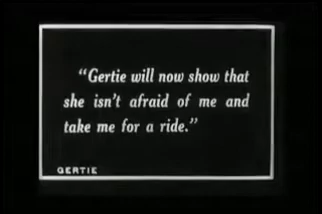 "Gertie will now show that
she isn't afraid of me and
take me for a ride."
GERTIE